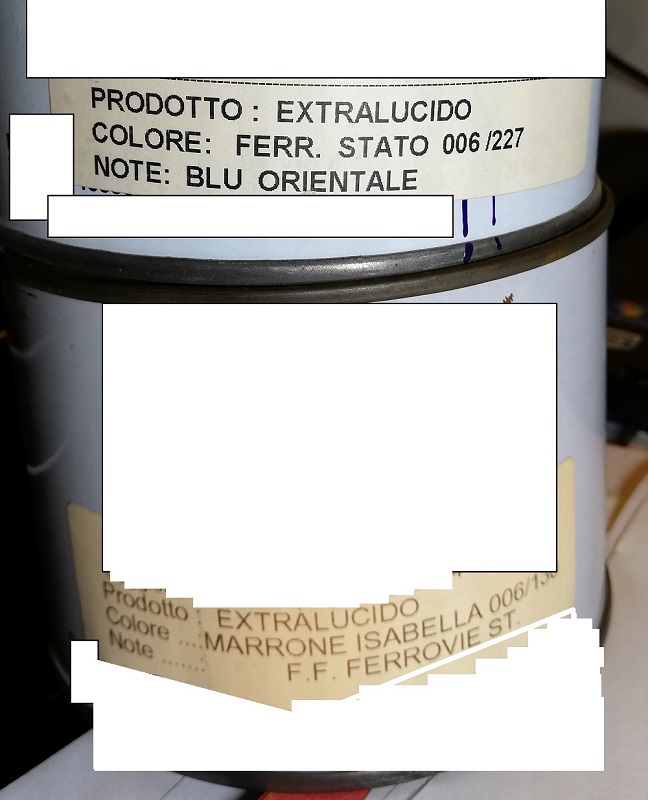 PRODOTTO : EXTRALUCIDO
COLORE: FERR. STATO 006 /227
NOTE: BLU ORIENTALE
Prodotto : EXTRALUCIDO
Colore ....: MARRONE ISABELLA
Note ....... F.F. FERROVIE ST.